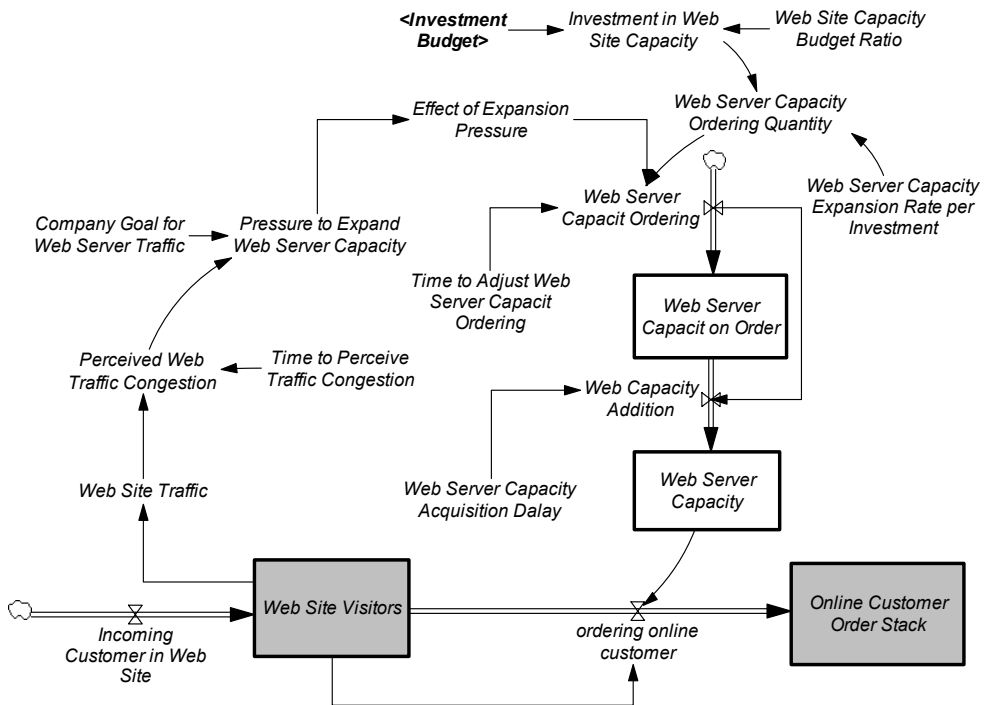 <Investment
Budget>
Investment in Web
Site Capacity
Web Site Capacity
Budget Ratio
Effect of Expansion
Pressure
Web Server Capacity
Ordering Quantity
Company Goal for
Web Server Traffic
Pressure to Expand
Web Server Capacity
Web Server
Capacit Ordering
Web Server Capacity
Expansion Rate per
Investment
Time to Adjust Web
Server Capacit
Ordering
Web Server
Capacit on Order
Perceived Web
Traffic Congestion
Time to Perceive
Traffic Congestion
Web Capacity
Addition
Web Site Traffic
Web Server Capacity
Acquisition Dalay
Web Server
Capacity
Incoming
Customer in Web
Site
Web Site Visitors
ordering online
customer
Online Customer
Order Stack